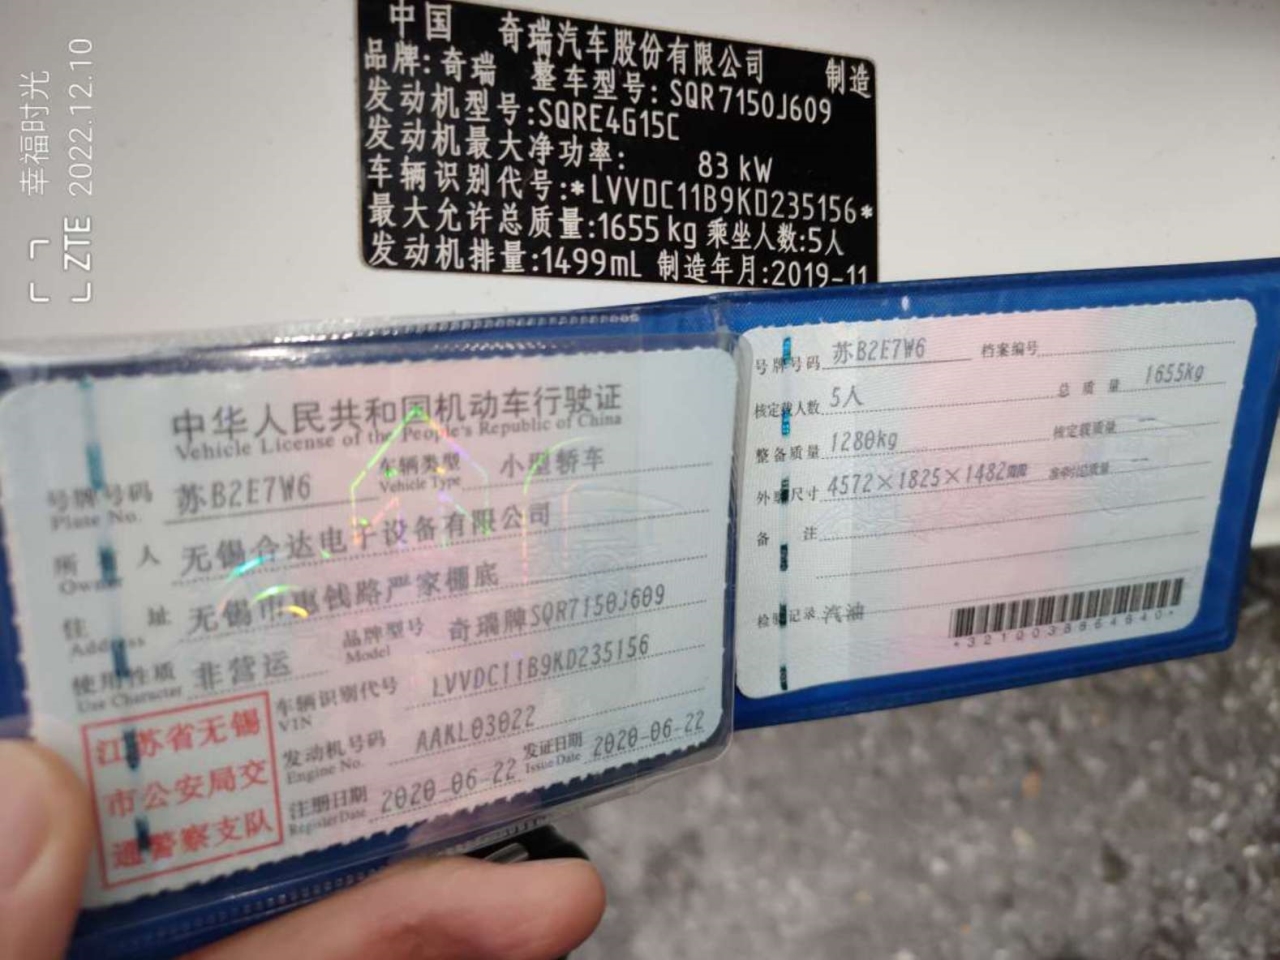 中国 奇瑞汽车股份有限公司 制造
品牌:奇瑞 整车型号:SQR7150J609
发动机型号:SQRE4G15C
发动机最大净功率: 83 kW
车辆识别代号:*LVVDC11B9KD235156*
最大允许总质量:1655 kg 乘坐人数:5人
发动机排量:1499mL 制造年月:2019-11
幸福时光
ZTE 2022.12.10
中华人民共和国机动车行驶证
Vehicle License of the People's Republic of China
号牌号码 苏B2E7W6 车辆类型 小型轿车
Plate No. Vehicle Type
所 人 无锡合达电子设备有限公司
Owner
住 址 无锡市惠钱路严家棚底
Address
使用性质 非营运 品牌型号 奇瑞牌SQR7150J609
Use Character Model
车辆识别代号 LVVDC11B9KD235156
VIN
发动机号码 AAKL03022
Engine No.
注册日期 2020-06-22 发证日期 2020-06-22
Register Date Issue Date
江苏省无锡
市公安局交
通警察支队
号牌号码 苏B2E7W6 档案编号
核定载人数 5人 总质量 1655kg
整备质量 1280kg 核定载质量 —
外廓尺寸 4572×1825×1482mm 准牵引总质量 —
备 注
检验记录 汽油
*3210038664640*